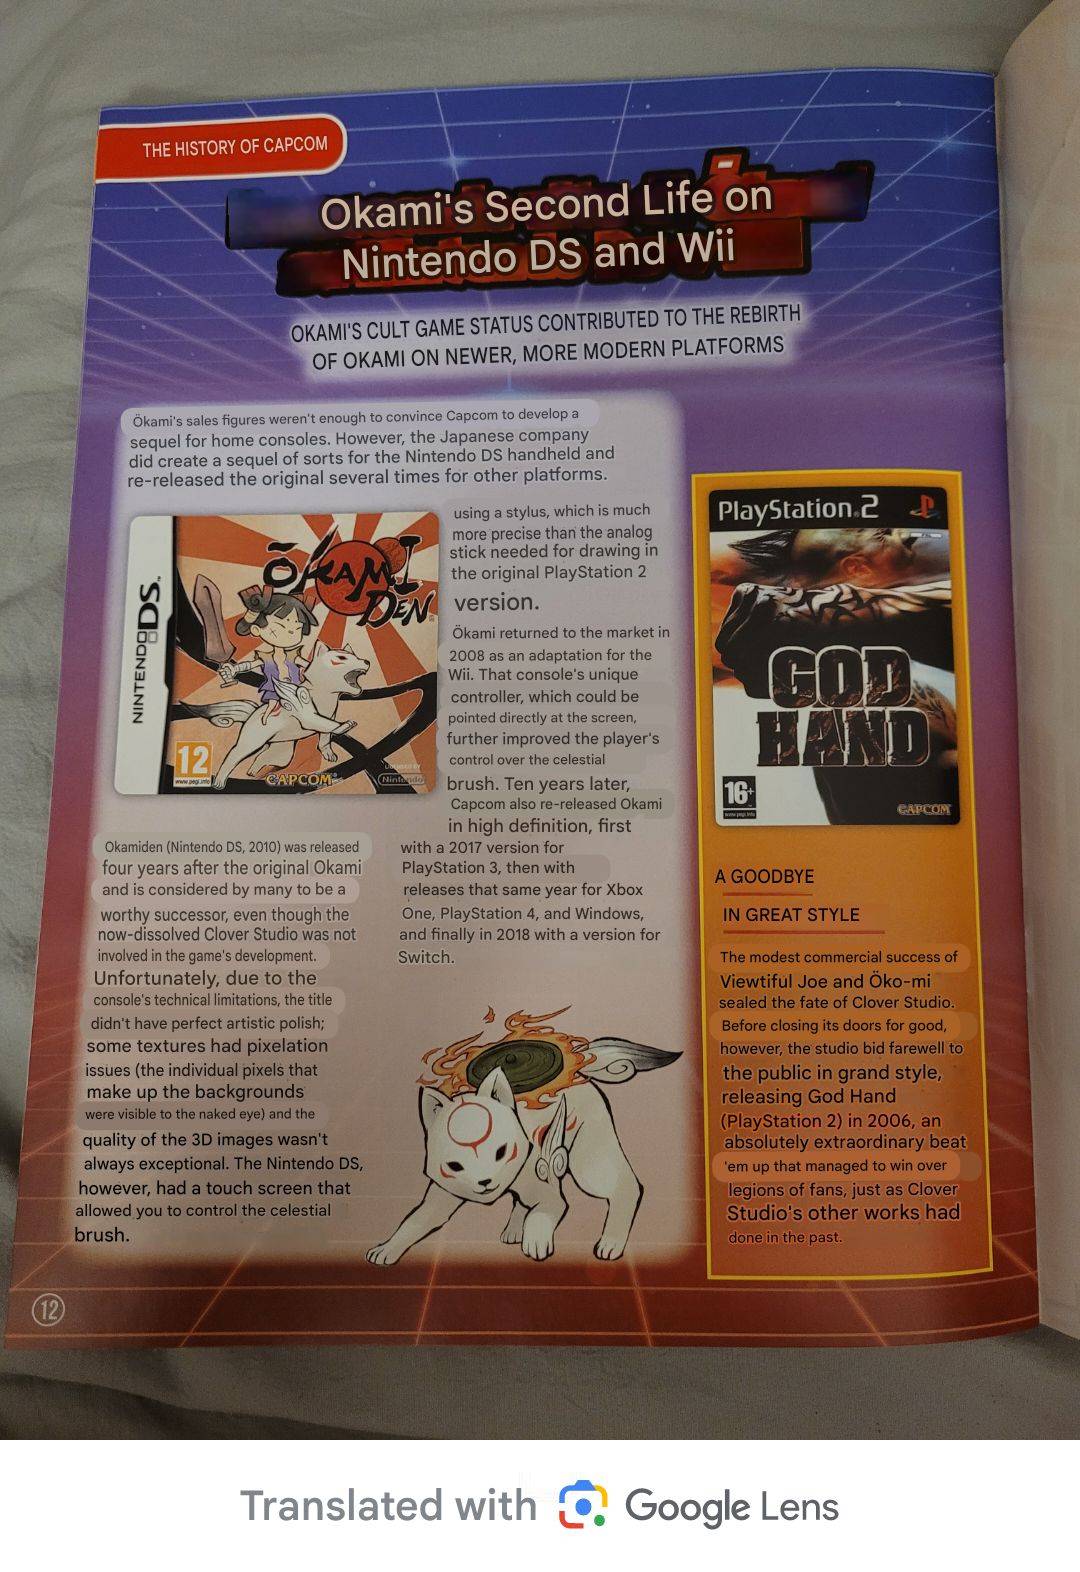 THE HISTORY OF CAPCOM
Okami's Second Life on
Nintendo DS and Wii
OKAMI'S CULT GAME STATUS CONTRIBUTED TO THE REBIRTH
OF OKAMI ON NEWER, MORE MODERN PLATFORMS
Ökami's sales figures weren't enough to convince Capcom to develop a
sequel for home consoles. However, the Japanese company
did create a sequel of sorts for the Nintendo DS handheld and
re-released the original several times for other platforms.
NINTENDO DS
ŌKAMI
DEN
12
www.pegi.info
CAPCOM
LICENSED BY
Nintendo
Okamiden (Nintendo DS, 2010) was released
four years after the original Okami
and is considered by many to be a
worthy successor, even though the
now-dissolved Clover Studio was not
involved in the game's development.
Unfortunately, due to the
console's technical limitations, the title
didn't have perfect artistic polish;
some textures had pixelation
issues (the individual pixels that
make up the backgrounds
were visible to the naked eye) and the
quality of the 3D images wasn't
always exceptional. The Nintendo DS,
however, had a touch screen that
allowed you to control the celestial
brush.
using a stylus, which is much
more precise than the analog
stick needed for drawing in
the original PlayStation 2
version.
Ökami returned to the market in
2008 as an adaptation for the
Wii. That console's unique
controller, which could be
pointed directly at the screen,
further improved the player's
control over the celestial
brush. Ten years later,
Capcom also re-released Okami
in high definition, first
with a 2017 version for
PlayStation 3, then with
releases that same year for Xbox
One, PlayStation 4, and Windows,
and finally in 2018 with a version for
Switch.
PlayStation 2
GOD
HAND
16+
www.pegi.info
CAPCOM
A GOODBYE
IN GREAT STYLE
The modest commercial success of
Viewtiful Joe and Öko-mi
sealed the fate of Clover Studio.
Before closing its doors for good,
however, the studio bid farewell to
the public in grand style,
releasing God Hand
(PlayStation 2) in 2006, an
absolutely extraordinary beat
'em up that managed to win over
legions of fans, just as Clover
Studio's other works had
done in the past.
12
Translated with Google Lens